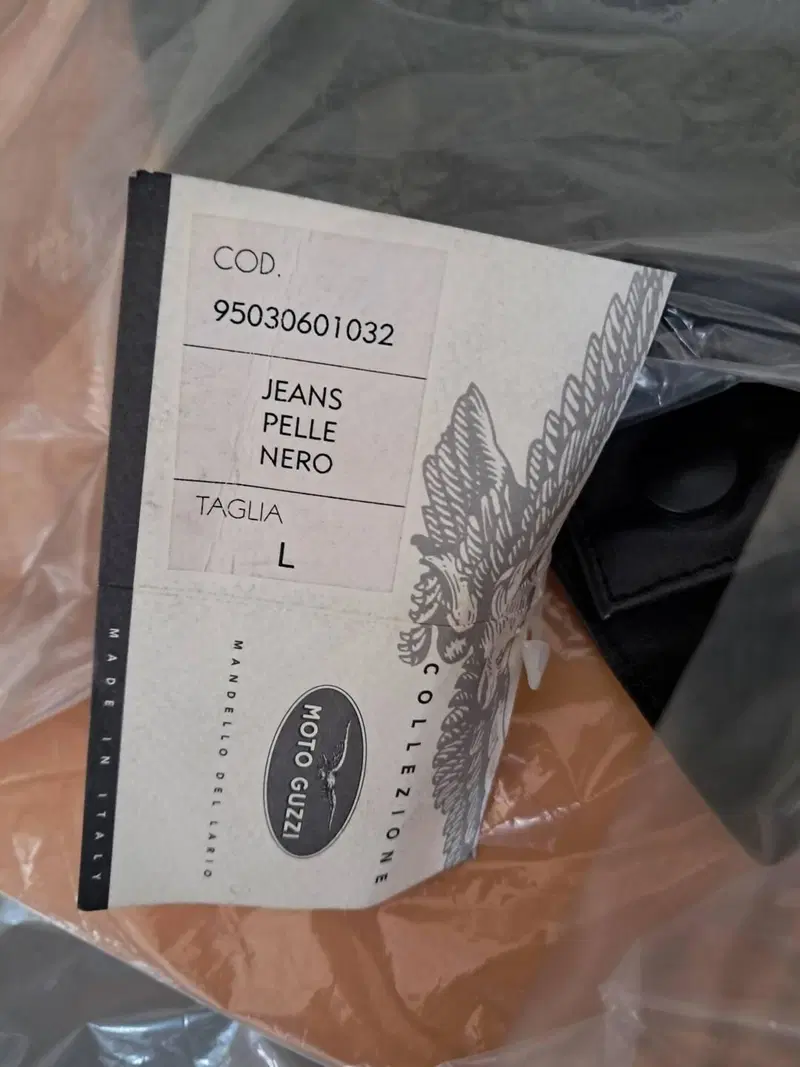 COD.
95030601032
JEANS
PELLE
NERO
TAGLIA
L
MADE IN ITALY
MANDELLO DEL LARIO
MOTO GUZZI
COLLEZIONE